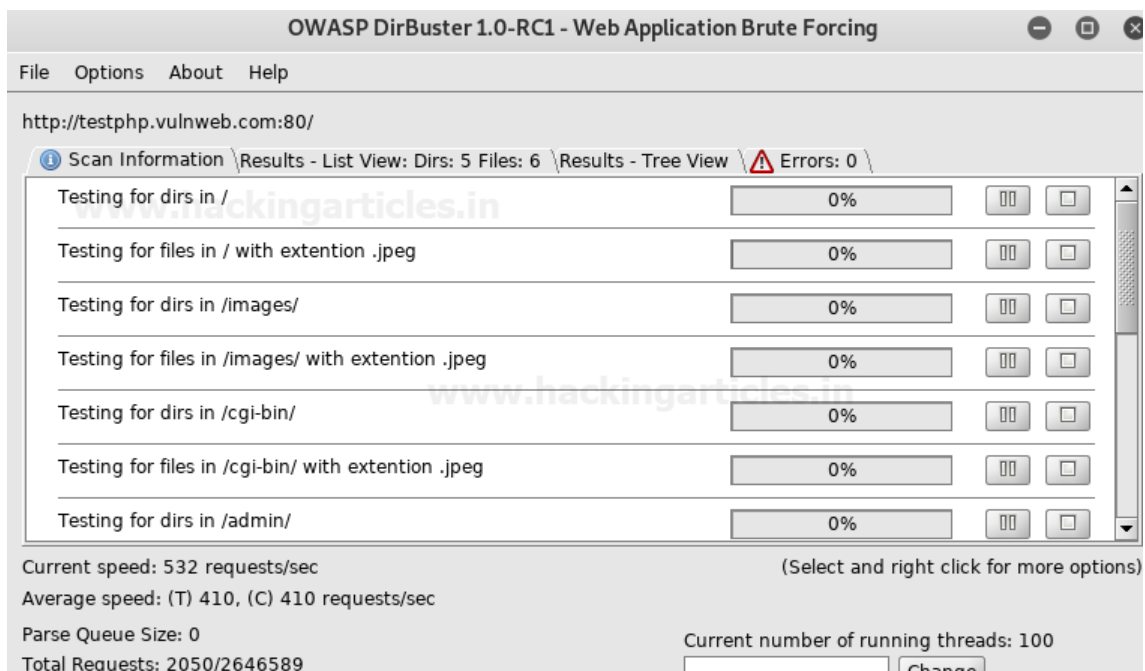 OWASP DirBuster 1.0-RC1 - Web Application Brute Forcing
File Options About Help
http://testphp.vulnweb.com:80/
Scan Information Results - List View: Dirs: 5 Files: 6 Results - Tree View Errors: 0
Testing for dirs in / 0%
www.hackingarticles.in
Testing for files in / with extention .jpeg 0%
Testing for dirs in /images/ 0%
Testing for files in /images/ with extention .jpeg 0%
www.hackingarticles.in
Testing for dirs in /cgi-bin/ 0%
Testing for files in /cgi-bin/ with extention .jpeg 0%
Testing for dirs in /admin/ 0%
Current speed: 532 requests/sec (Select and right click for more options)
Average speed: (T) 410, (C) 410 requests/sec
Parse Queue Size: 0 Current number of running threads: 100
Total Requests: 2050/2646589 Change